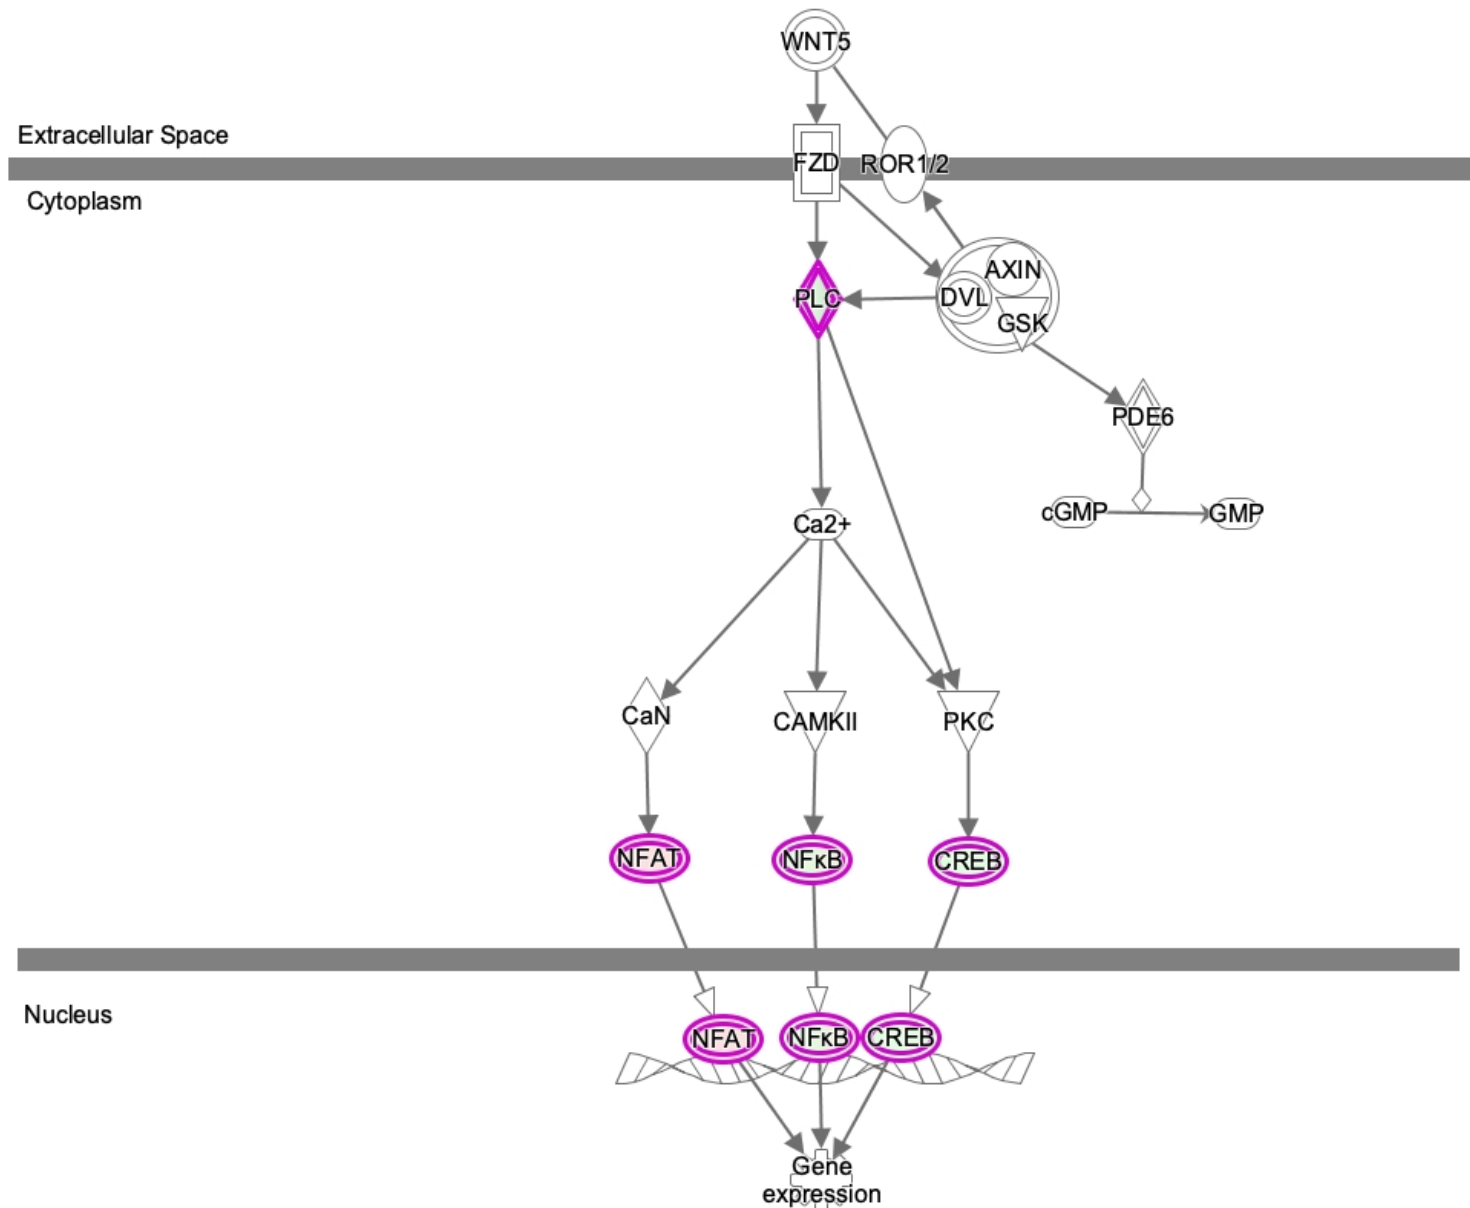 WNT5
Extracellular Space
FZD
ROR1/2
Cytoplasm
AXIN
PLC
DVL
GSK
PDE6
Ca2+
cGMP
GMP
CaN
CAMKII
PKC
NFAT
NFκB
CREB
Nucleus
NFAT
NFκB
CREB
Gene
expression